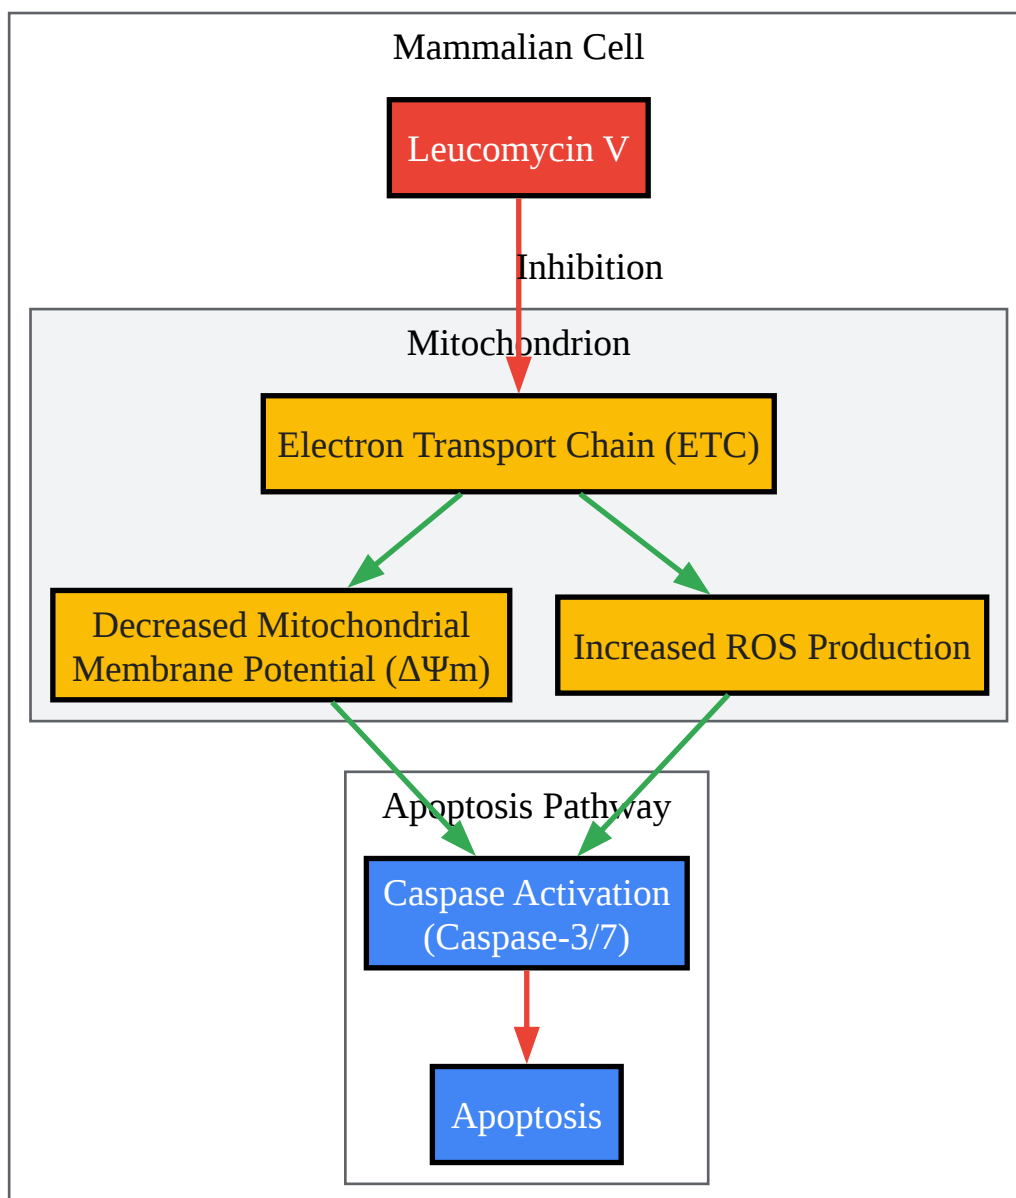 Mammalian Cell
Leucomycin V
Inhibition
Mitochondrion
Electron Transport Chain (ETC)
Decreased Mitochondrial
Membrane Potential (ΔΨm)
Increased ROS Production
Apoptosis Pathway
Caspase Activation
(Caspase-3/7)
Apoptosis